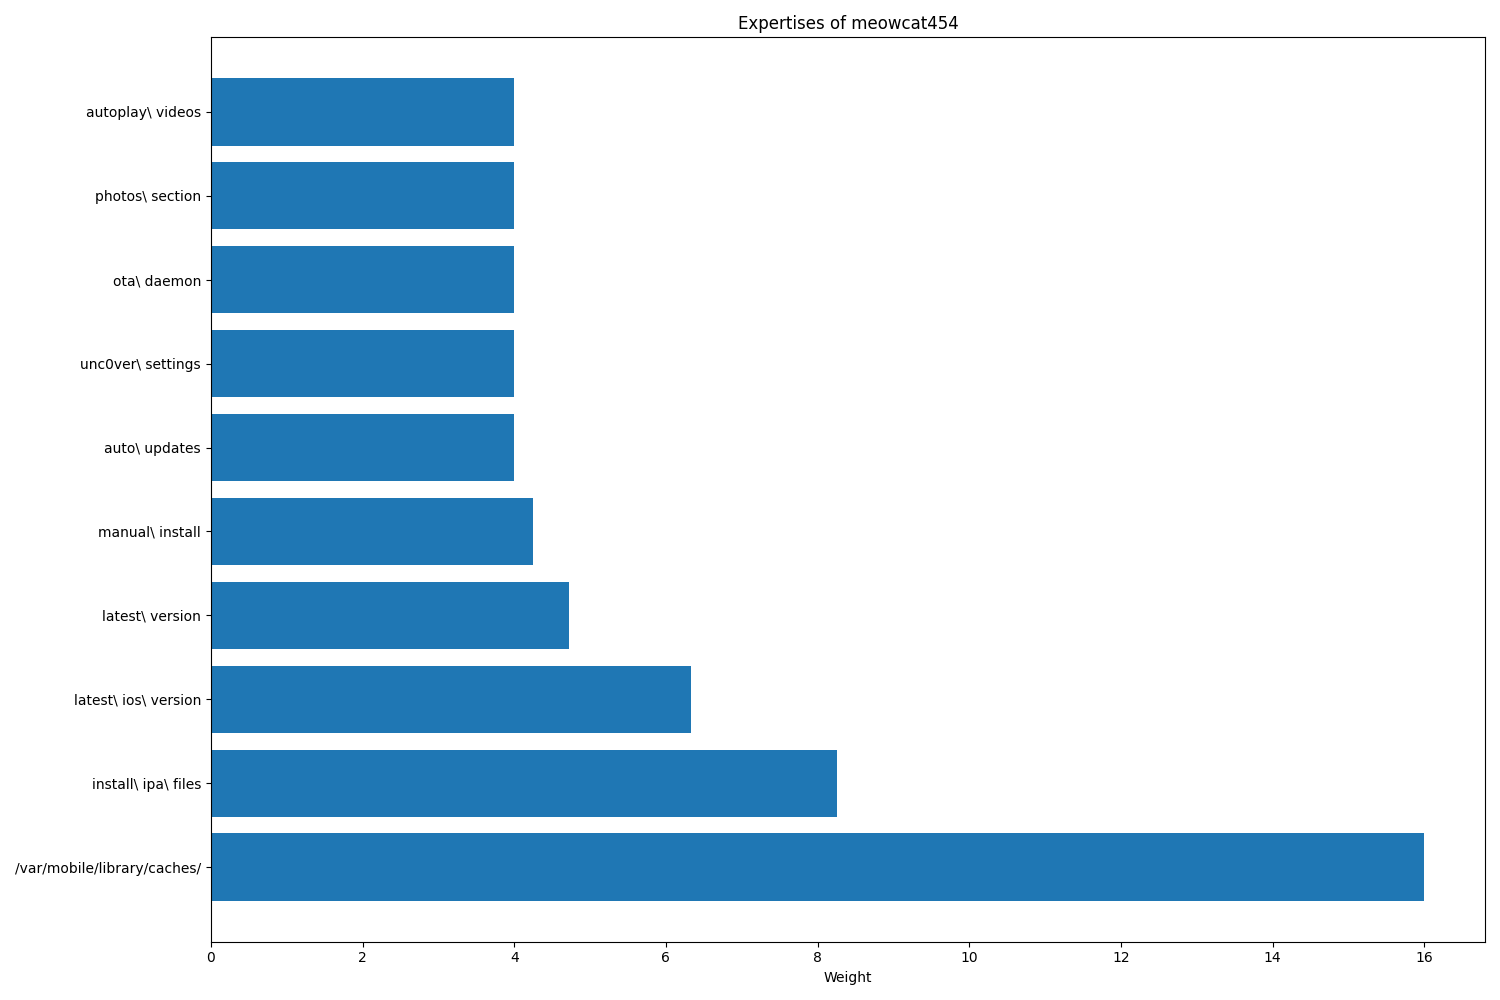 Expertises of meowcat454
autoplay\ videos
photos\ section
ota\ daemon
unc0ver\ settings
auto\ updates
manual\ install
latest\ version
latest\ ios\ version
install\ ipa\ files
/var/mobile/library/caches/
0 2 4 6 8 10 12 14 16
Weight